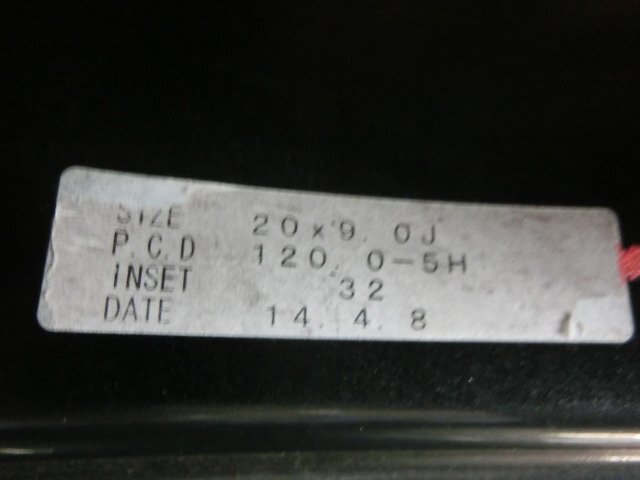 SIZE 20×9.0J
P.C.D 120.0-5H
INSET 32
DATE 14.4.8